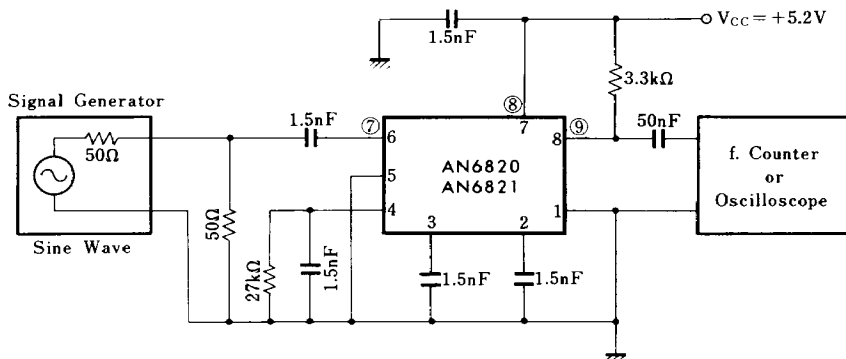 1.5nF
V_CC = +5.2V
3.3kΩ
Signal Generator
1.5nF
⑦
⑧
⑨
50nF
6
7
8
50Ω
AN6820
AN6821
f. Counter
or
Oscilloscope
5
4
3
2
1
Sine Wave
50Ω
27kΩ
1.5nF
1.5nF
1.5nF